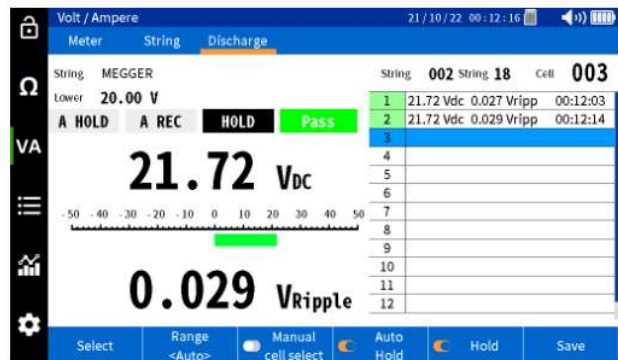 Volt / Ampere 21/10/22 00:12:16
Meter String Discharge
String MEGGER
Lower 20.00 V
A HOLD A REC HOLD Pass
21.72 VDC
-50 -40 -30 -20 -10 0 10 20 30 40 50
0.029 VRipple
String 002 String 18 Cell 003
1 21.72 Vdc 0.027 Vripp 00:12:03
2 21.72 Vdc 0.029 Vripp 00:12:14
3
4
5
6
7
8
9
10
11
12
Ω
VA
Select
Range
<Auto>
Manual
cell select
Auto
Hold
Hold
Save